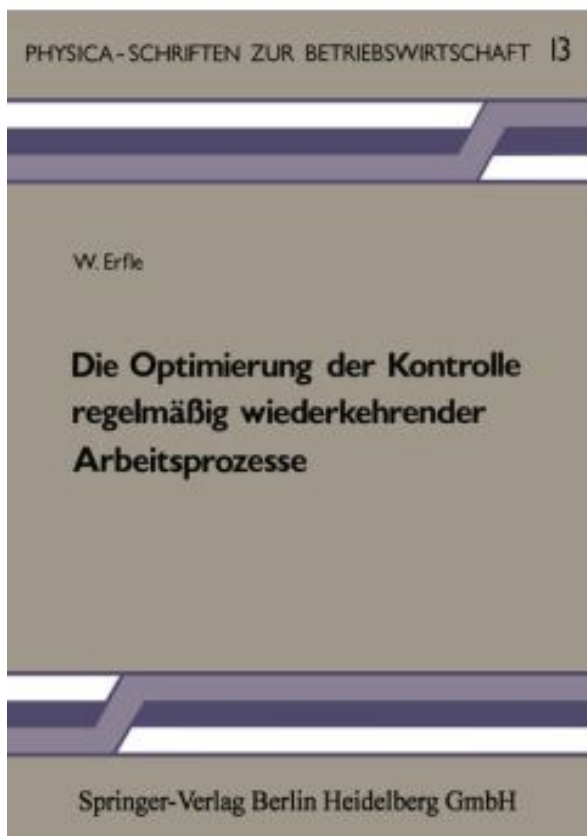 PHYSICA-SCHRIFTEN ZUR BETRIEBSWIRTSCHAFT 13
W. Erfle
Die Optimierung der Kontrolle
regelmäßig wiederkehrender
Arbeitsprozesse
Springer-Verlag Berlin Heidelberg GmbH